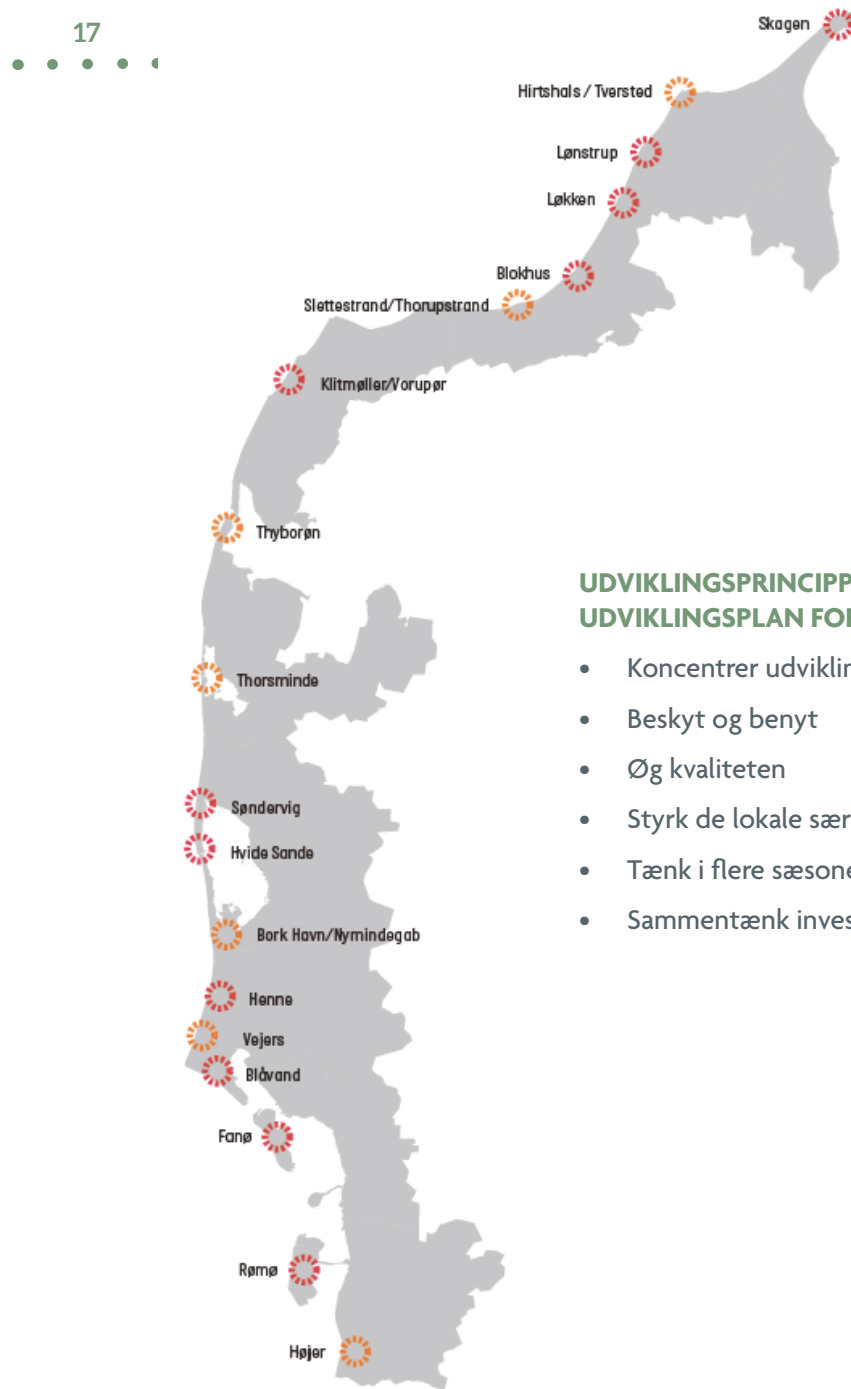 17
Skagen
Hirtshals / Tversted
Lønstrup
Løkken
Blokhus
Slettestrand/Thorupstrand
Klitmøller/Vorupør
Thyborøn
Thorsminde
Søndervig
Hvide Sande
Bork Havn/Nymindegab
Henne
Vejers
Blåvand
Fanø
Rømø
Højer
UDVIKLINGSPRINCIPP
UDVIKLINGSPLAN FO
• Koncentrer udviklin
• Beskyt og benyt
• Øg kvaliteten
• Styrk de lokale sær
• Tænk i flere sæsone
• Sammentænk inves